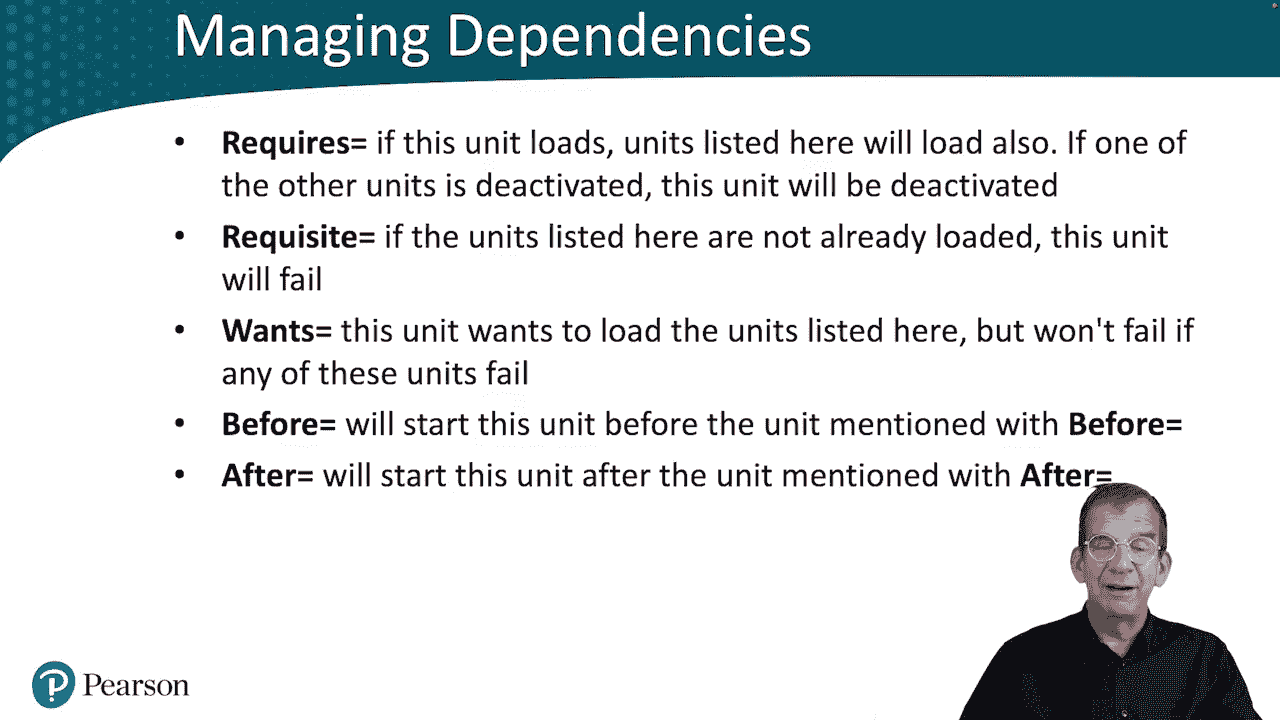 Managing Dependencies
• Requires= if this unit loads, units listed here will load also. If one of
the other units is deactivated, this unit will be deactivated
• Requisite= if the units listed here are not already loaded, this unit
will fail
• Wants= this unit wants to load the units listed here, but won't fail if
any of these units fail
• Before= will start this unit before the unit mentioned with Before=
• After= will start this unit after the unit mentioned with After=
Pearson